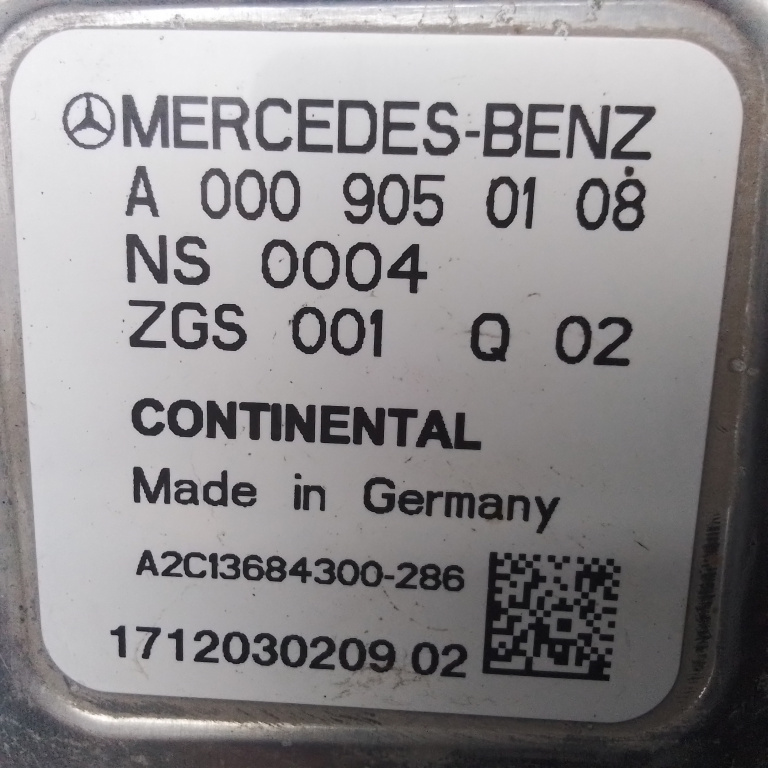 MERCEDES-BENZ
A 000 905 01 08
NS 0004
ZGS 001 Q 02
CONTINENTAL
Made in Germany
A2C13684300-286
1712030209 02